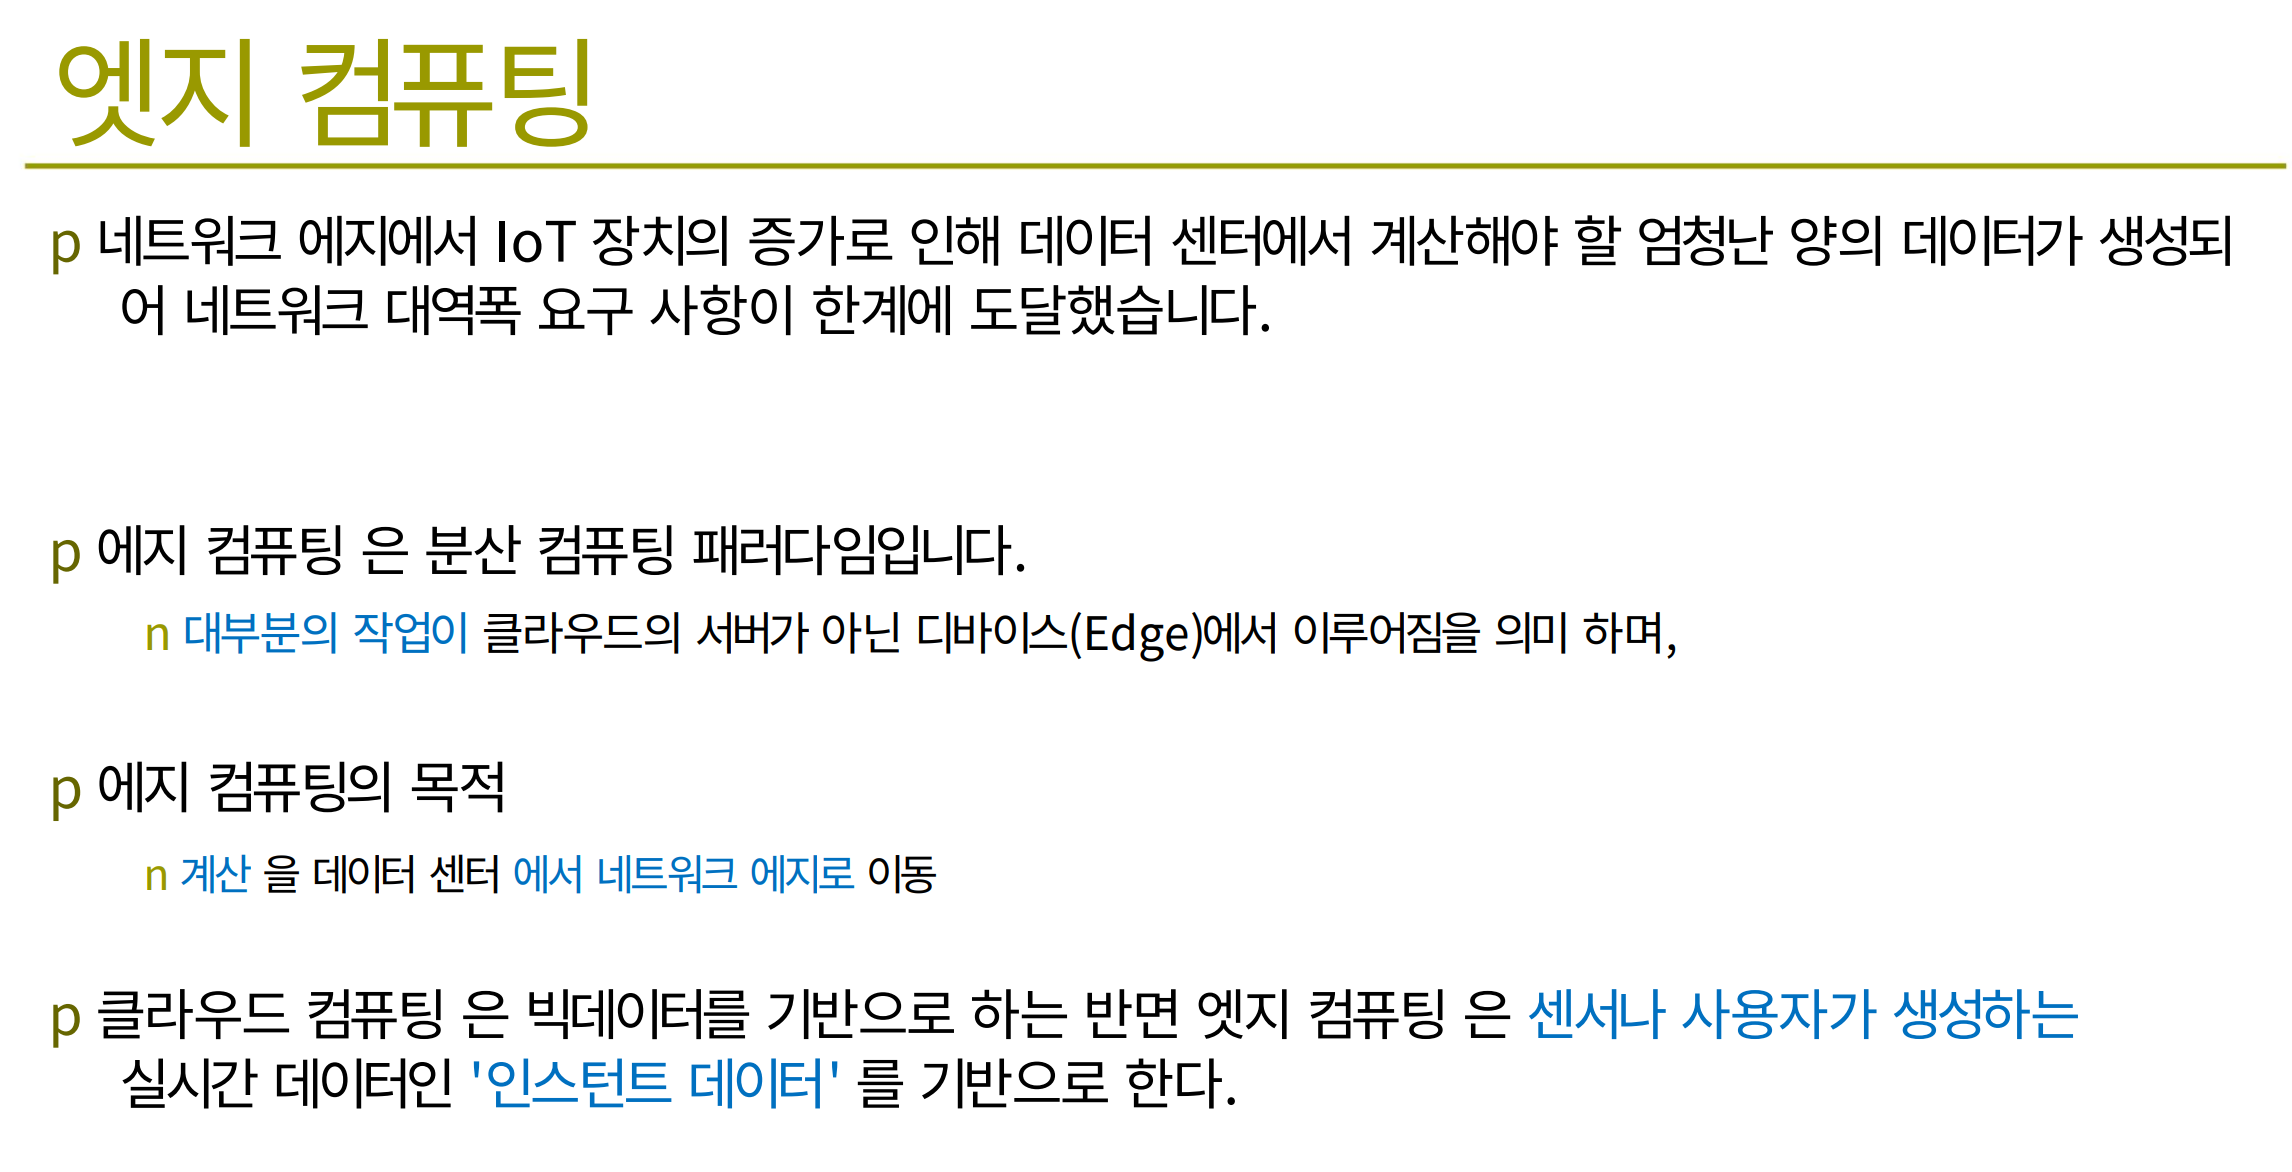 엣지 컴퓨팅
p 네트워크 에지에서 IoT 장치의 증가로 인해 데이터 센터에서 계산해야 할 엄청난 양의 데이터가 생성되
어 네트워크 대역폭 요구 사항이 한계에 도달했습니다.
p 에지 컴퓨팅 은 분산 컴퓨팅 패러다임입니다.
n 대부분의 작업이 클라우드의 서버가 아닌 디바이스(Edge)에서 이루어짐을 의미 하며,
p 에지 컴퓨팅의 목적
n 계산 을 데이터 센터 에서 네트워크 에지로 이동
p 클라우드 컴퓨팅 은 빅데이터를 기반으로 하는 반면 엣지 컴퓨팅 은 센서나 사용자가 생성하는
실시간 데이터인 '인스턴트 데이터' 를 기반으로 한다.